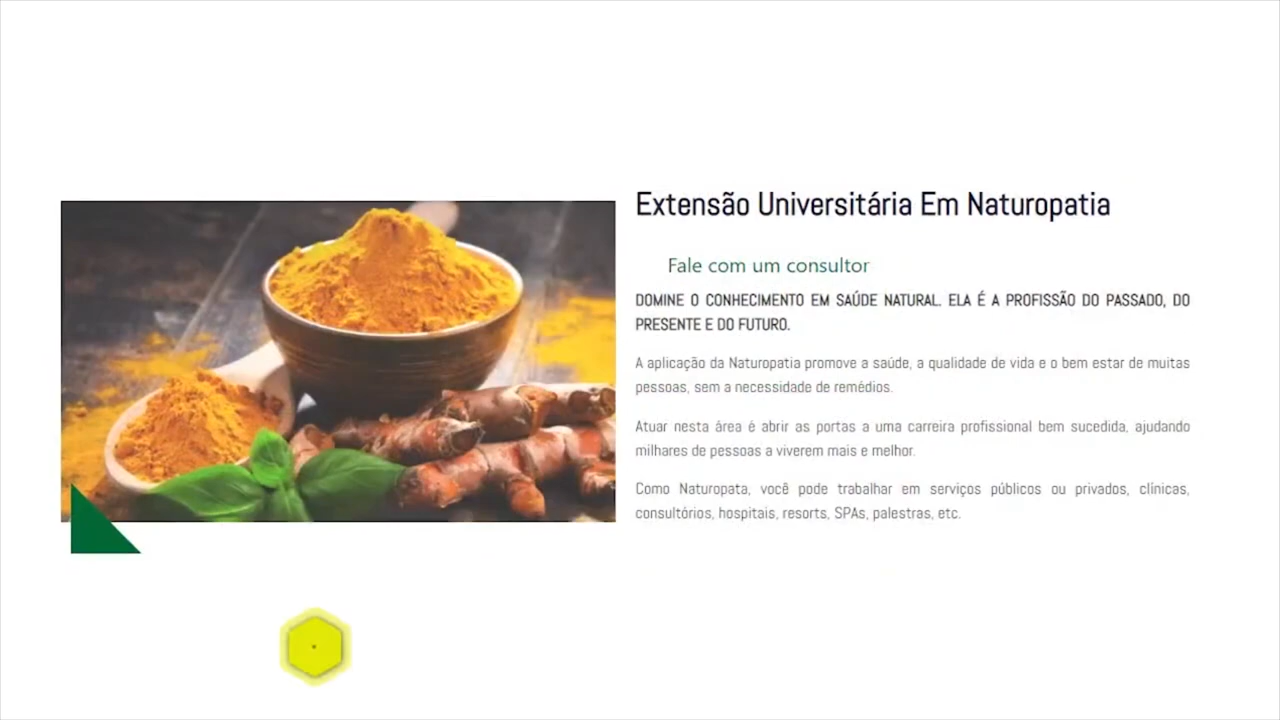 Extensão Universitária Em Naturopatia
Fale com um consultor
DOMINE O CONHECIMENTO EM SAÚDE NATURAL. ELA É A PROFISSÃO DO PASSADO, DO
PRESENTE E DO FUTURO.
A aplicação da Naturopatia promove a saúde, a qualidade de vida e o bem estar de muitas
pessoas, sem a necessidade de remédios.
Atuar nesta área é abrir as portas a uma carreira profissional bem sucedida, ajudando
milhares de pessoas a viverem mais e melhor.
Como Naturopata, você pode trabalhar em serviços públicos ou privados, clínicas,
consultórios, hospitais, resorts, SPAs, palestras, etc.